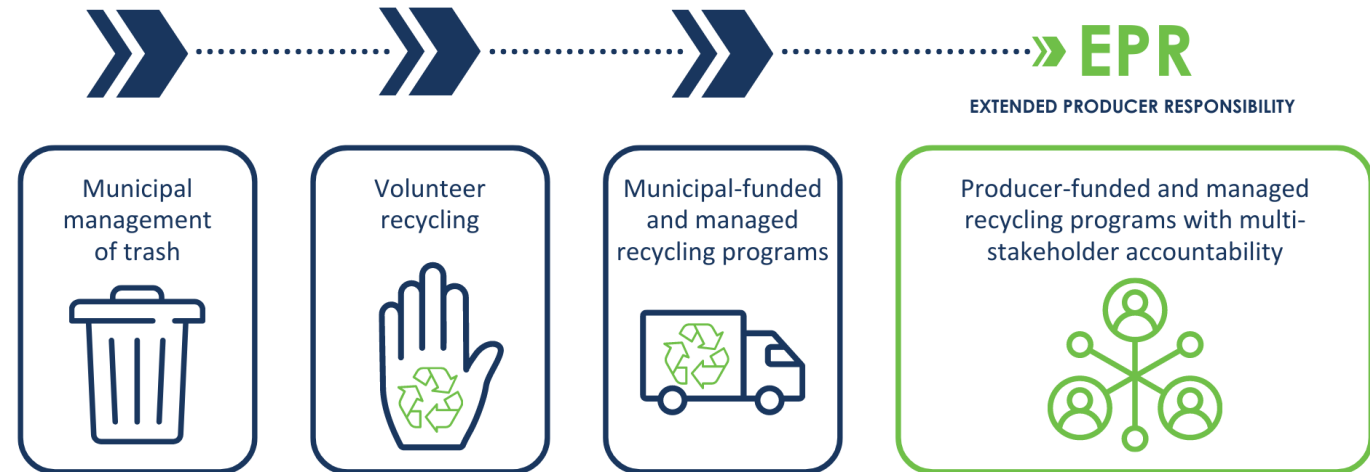 EPR
EXTENDED PRODUCER RESPONSIBILITY
Municipal
management
of trash
Volunteer
recycling
Municipal-funded
and managed
recycling programs
Producer-funded and managed
recycling programs with multi-
stakeholder accountability